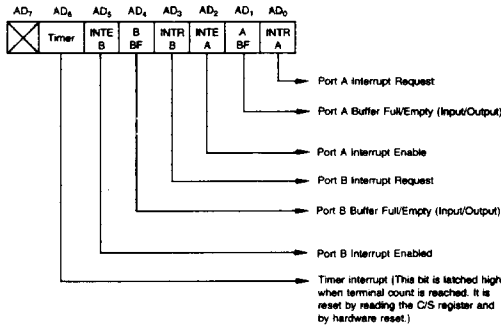 AD7 AD6 AD5 AD4 AD3 AD2 AD1 AD0
Timer INTE B B BF INTR B INTE A A BF INTR A
Port A Interrupt Request
Port A Buffer Full/Empty (Input/Output)
Port A Interrupt Enable
Port B Interrupt Request
Port B Buffer Full/Empty (Input/Output)
Port B Interrupt Enabled
Timer interrupt (This bit is latched high
when terminal count is reached. It is
reset by reading the C/S register and
by hardware reset.)